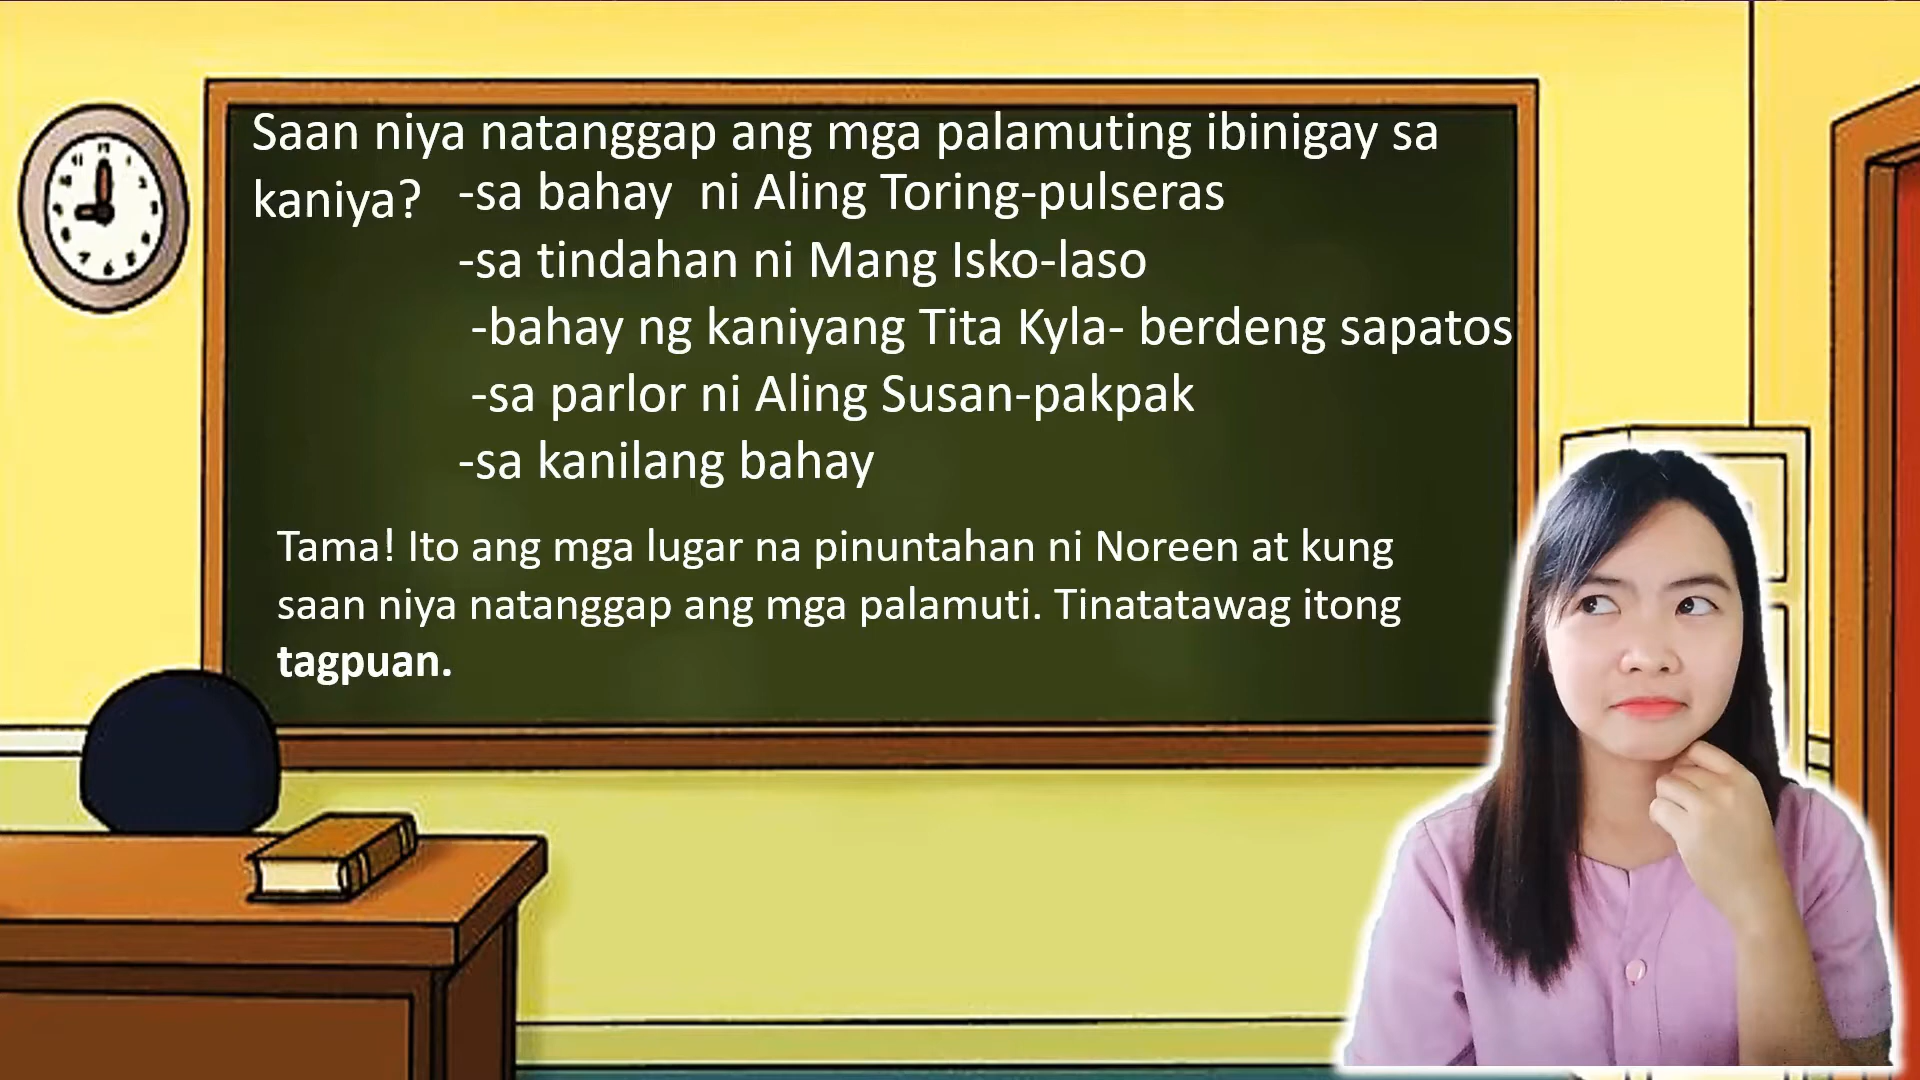 Saan niya natanggap ang mga palamuting ibinigay sa
kaniya?
-sa bahay ni Aling Toring-pulseras
-sa tindahan ni Mang Isko-laso
-bahay ng kaniyang Tita Kyla- berdeng sapatos
-sa parlor ni Aling Susan-pakpak
-sa kanilang bahay
Tama! Ito ang mga lugar na pinuntahan ni Noreen at kung
saan niya natanggap ang mga palamuti. Tinatatawag itong
tagpuan.